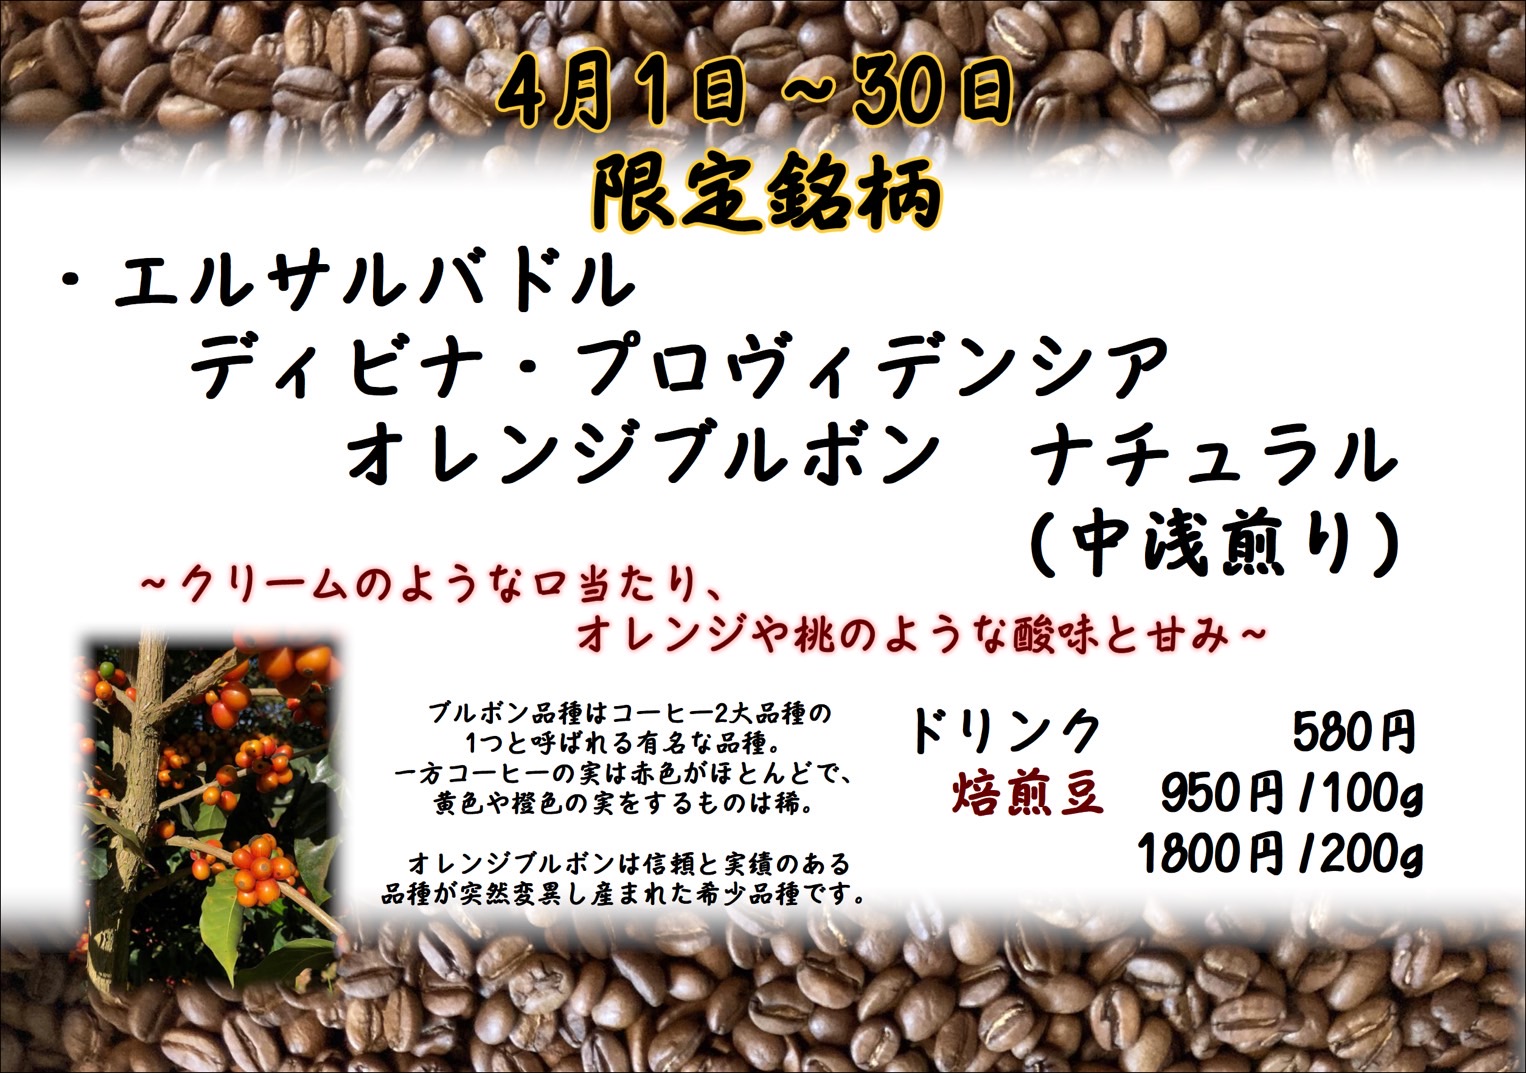 4月1日～30日
限定銘柄
・エルサルバドル
ディビナ・プロヴィデンシア
オレンジブルボン　ナチュラル
(中浅煎り)
～クリームのような口当たり、
オレンジや桃のような酸味と甘み～
ブルボン品種はコーヒー2大品種の
1つと呼ばれる有名な品種。
一方コーヒーの実は赤色がほとんどで、
黄色や橙色の実をするものは稀。
オレンジブルボンは信頼と実績のある
品種が突然変異し産まれた希少品種です。
ドリンク　580円
焙煎豆　950円/100g
1800円/200g